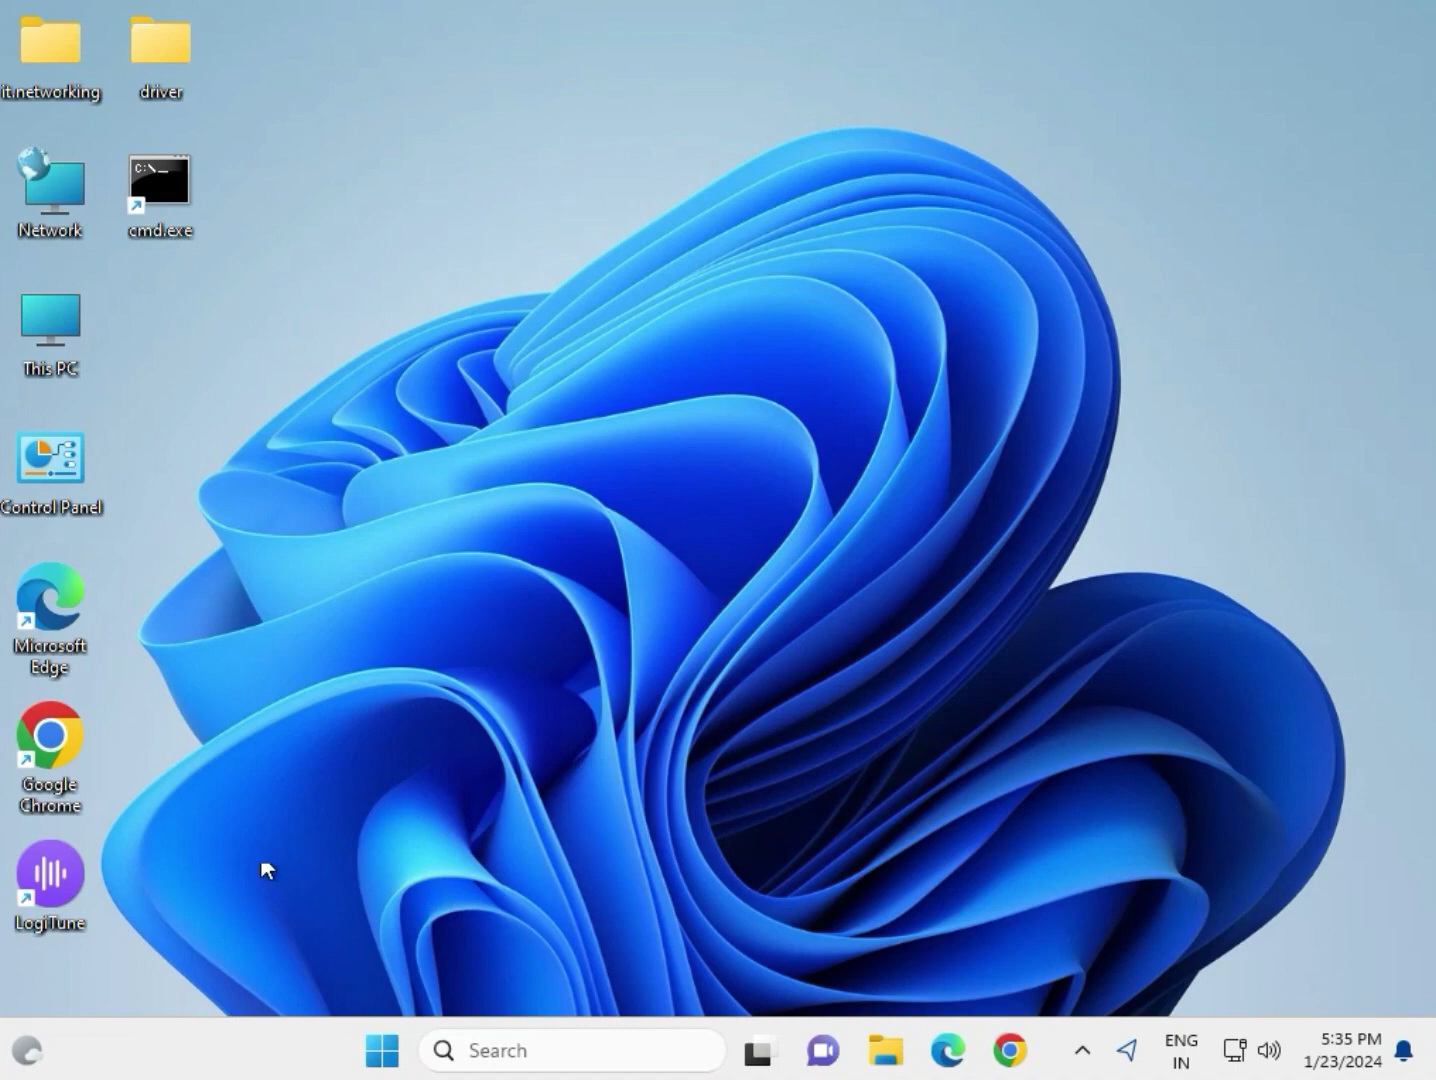 it.networking
driver
Network
C:\_
cmd.exe
This PC
Control Panel
Microsoft
Edge
Google
Chrome
LogiTune
Search
ENG
IN
5:35 PM
1/23/2024